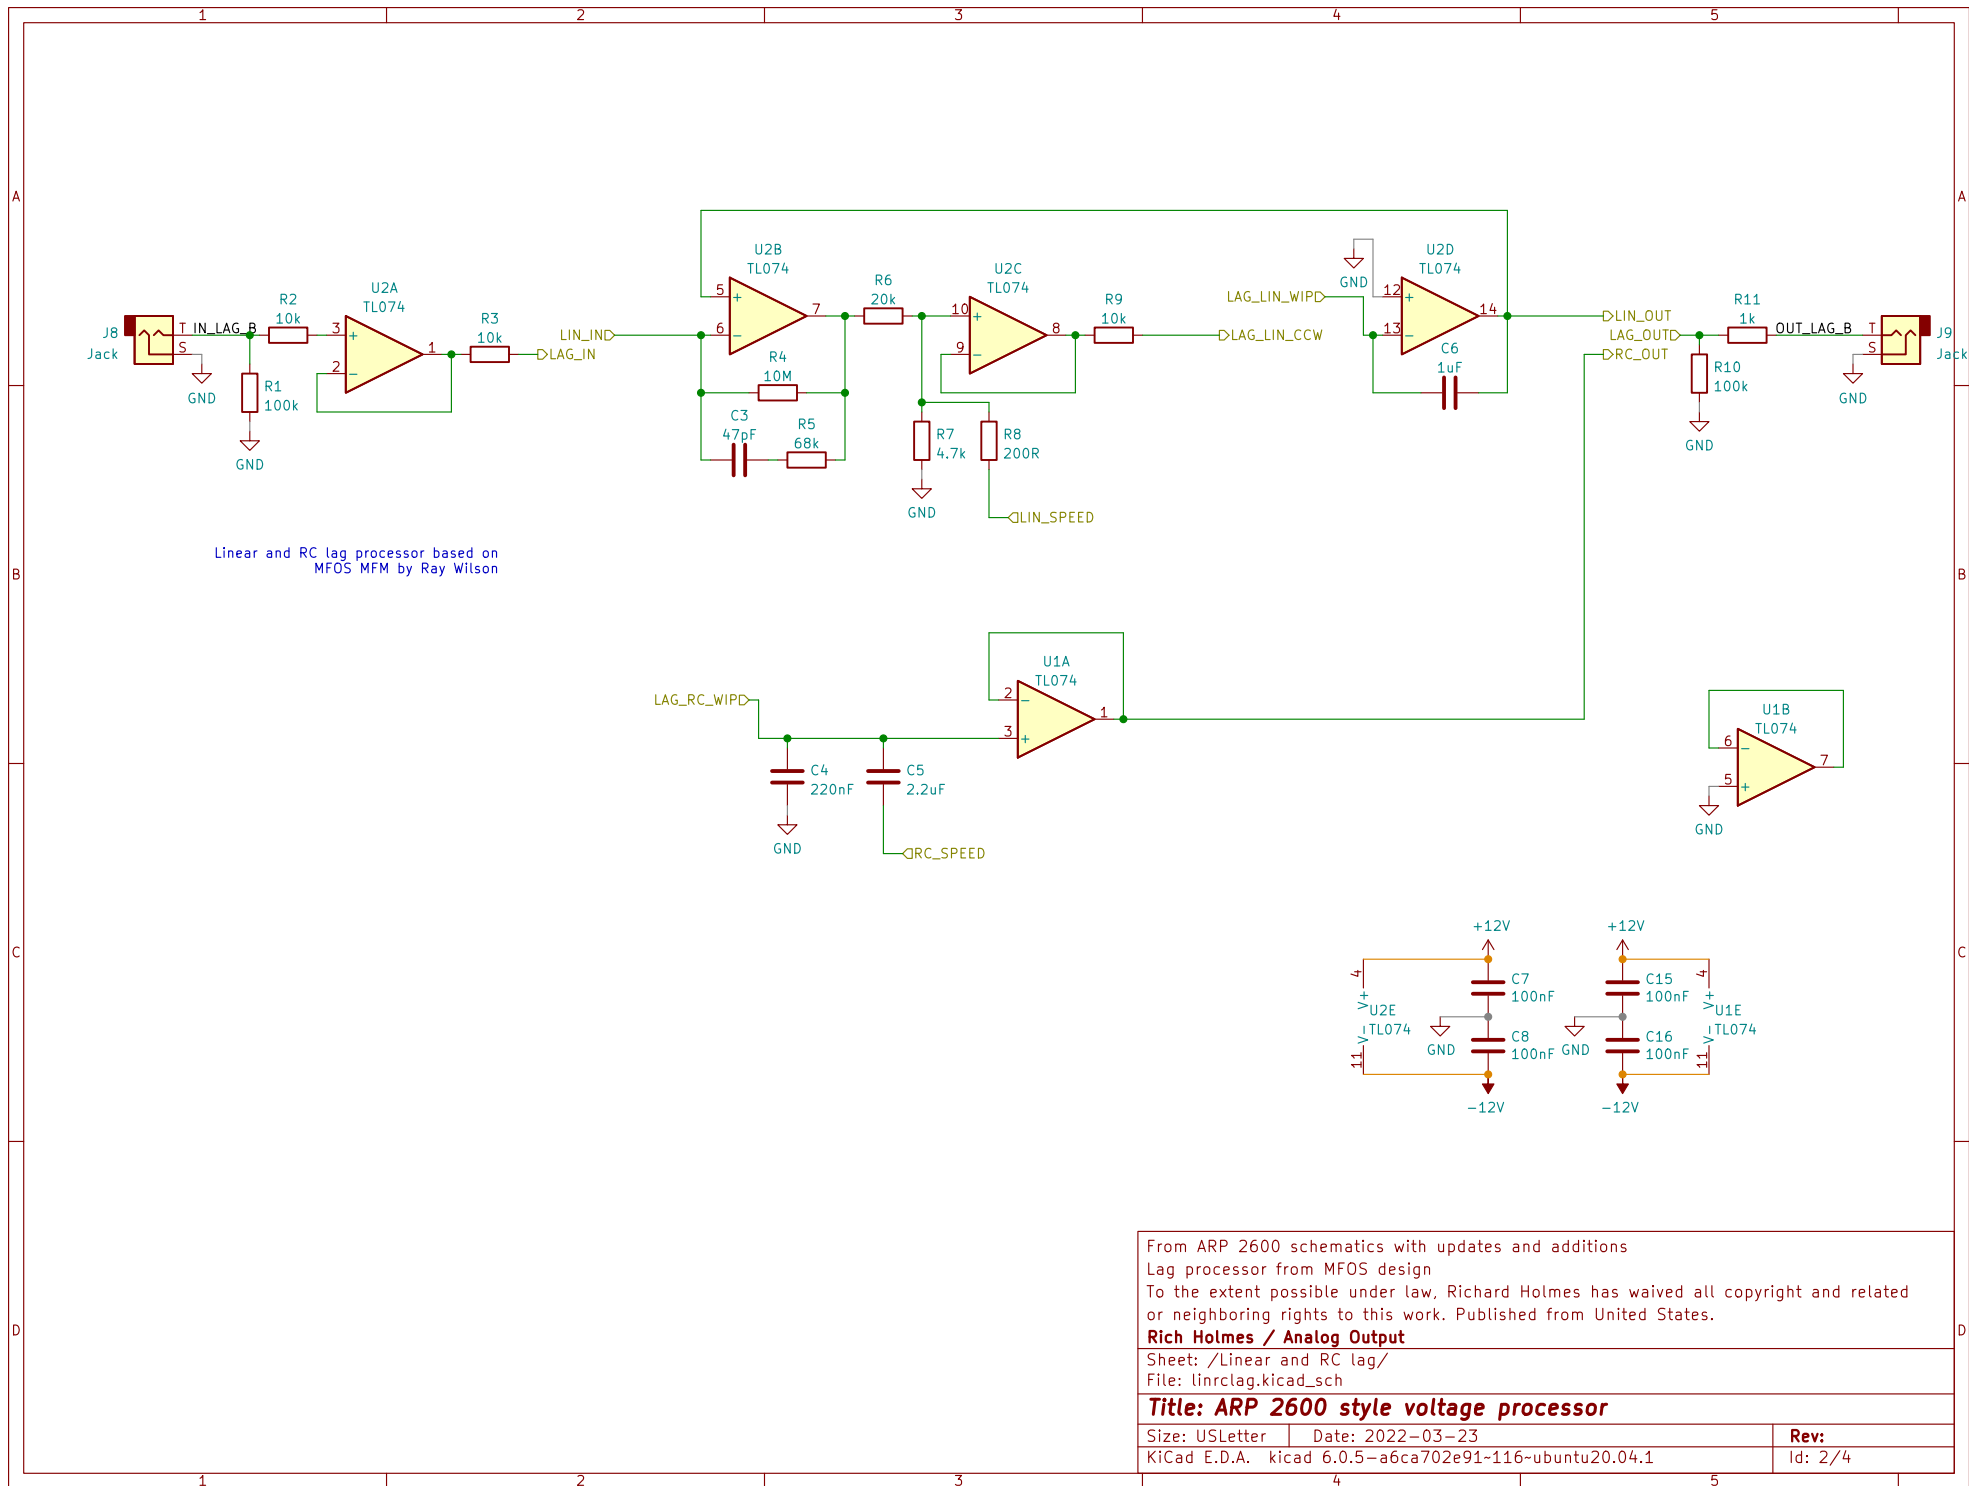 1 2 3 4 5
A A
U2B
TL074
U2D
TL074
GND
U2C
TL074
R6
20k
U2A
TL074
R2
10k
R3
10k
R9
10k
R11
1k
J8
Jack
T IN_LAG_B
S
3
2
1
+
−
LIN_IN
LAG_IN
5
6
7
+
−
10
9
8
+
−
LAG_LIN_WIP
LAG_LIN_CCW
12
13
14
+
−
LIN_OUT
LAG_OUT
RC_OUT
OUT_LAG_B T
S
J9
Jack
GND
R1
100k
GND
R4
10M
C3
47pF
R5
68k
R7
4.7k
R8
200R
GND
LIN_SPEED
C6
1uF
R10
100k
GND
GND
Linear and RC lag processor based on
MFOS MFM by Ray Wilson
B B
LAG_RC_WIP
U1A
TL074
2
3
1
−
+
C4
220nF
C5
2.2uF
GND
RC_SPEED
U1B
TL074
6
5
7
−
+
GND
C C
+12V
+12V
4
V+
U2E
TL074
V−
11
C7
100nF
GND
C8
100nF
−12V
C15
100nF
GND
C16
100nF
−12V
4
V+
U1E
TL074
V−
11
D D
From ARP 2600 schematics with updates and additions
Lag processor from MFOS design
To the extent possible under law, Richard Holmes has waived all copyright and related
or neighboring rights to this work. Published from United States.
Rich Holmes / Analog Output
Sheet: /Linear and RC lag/
File: linrclag.kicad_sch
Title: ARP 2600 style voltage processor
Size: USLetter Date: 2022−03−23 Rev:
KiCad E.D.A. kicad 6.0.5−a6ca702e91~116~ubuntu20.04.1 Id: 2/4
1 2 3 4 5